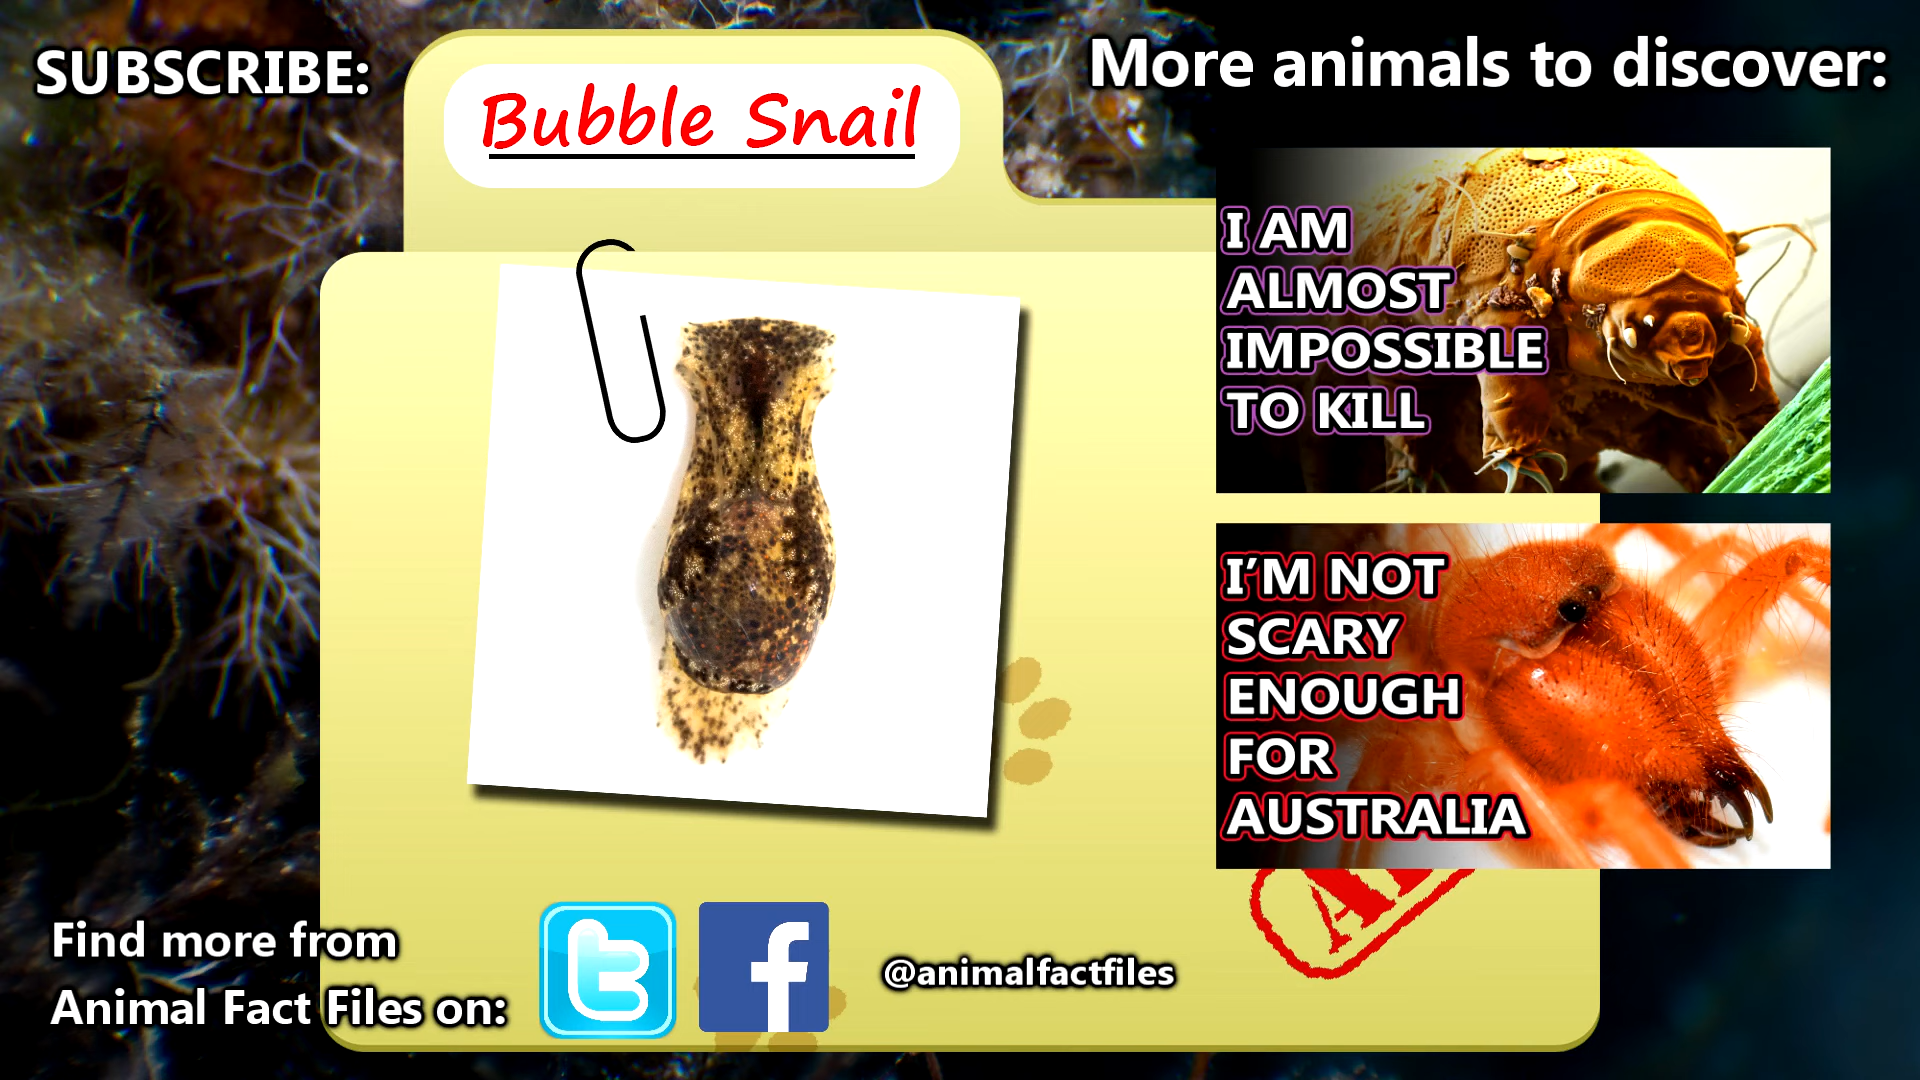 SUBSCRIBE:
Bubble Snail
More animals to discover:
I AM
ALMOST
IMPOSSIBLE
TO KILL
I'M NOT
SCARY
ENOUGH
FOR
AUSTRALIA
Find more from
Animal Fact Files on:
@animalfactfiles